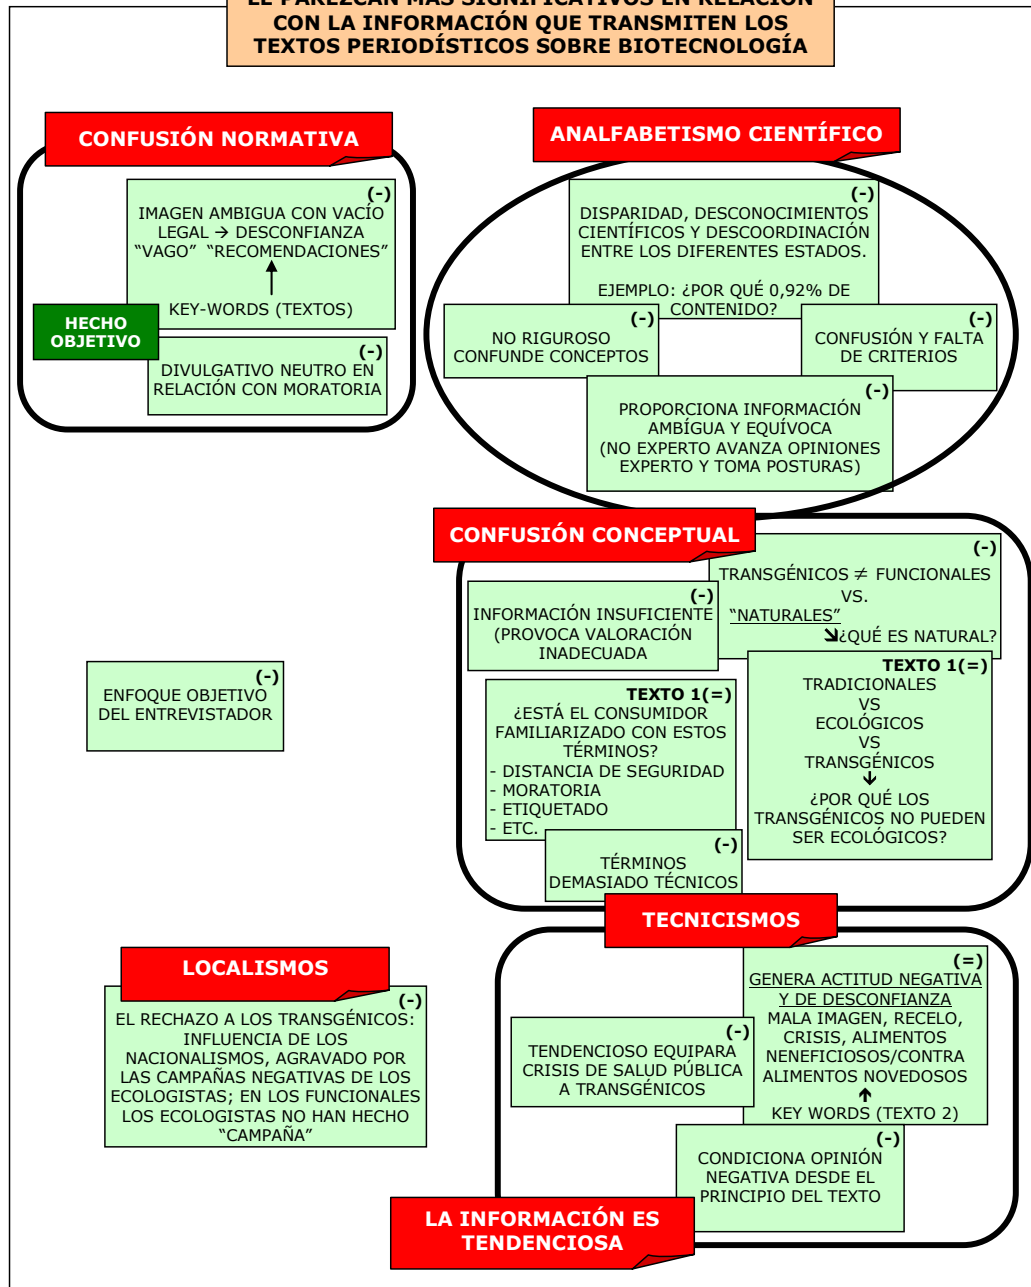 EL PAREZCAN MÁS SIGNIFICATIVOS EN RELACIÓN
CON LA INFORMACIÓN QUE TRANSMITEN LOS
TEXTOS PERIODÍSTICOS SOBRE BIOTECNOLOGÍA
CONFUSIÓN NORMATIVA
(-)
IMAGEN AMBIGUA CON VACÍO
LEGAL → DESCONFIANZA
“VAGO” “RECOMENDACIONES”
KEY-WORDS (TEXTOS)
HECHO
OBJETIVO
(-)
DIVULGATIVO NEUTRO EN
RELACIÓN CON MORATORIA
ANALFABETISMO CIENTÍFICO
(-)
DISPARIDAD, DESCONOCIMIENTOS
CIENTÍFICOS Y DESCOORDINACIÓN
ENTRE LOS DIFERENTES ESTADOS.
EJEMPLO: ¿POR QUÉ 0,92% DE
CONTENIDO?
(-)
NO RIGUROSO
CONFUNDE CONCEPTOS
(-)
CONFUSIÓN Y FALTA
DE CRITERIOS
(-)
PROPORCIONA INFORMACIÓN
AMBÍGUA Y EQUÍVOCA
(NO EXPERTO AVANZA OPINIONES
EXPERTO Y TOMA POSTURAS)
CONFUSIÓN CONCEPTUAL
(-)
TRANSGÉNICOS ≠ FUNCIONALES
VS.
“NATURALES”
➘¿QUÉ ES NATURAL?
(-)
INFORMACIÓN INSUFICIENTE
(PROVOCA VALORACIÓN
INADECUADA
TEXTO 1(=)
TRADICIONALES
VS
ECOLÓGICOS
VS
TRANSGÉNICOS
↓
¿POR QUÉ LOS
TRANSGÉNICOS NO PUEDEN
SER ECOLÓGICOS?
TEXTO 1(=)
¿ESTÁ EL CONSUMIDOR
FAMILIARIZADO CON ESTOS
TÉRMINOS?
- DISTANCIA DE SEGURIDAD
- MORATORIA
- ETIQUETADO
- ETC.
(-)
TÉRMINOS
DEMASIADO TÉCNICOS
(-)
ENFOQUE OBJETIVO
DEL ENTREVISTADOR
TECNICISMOS
(=)
GENERA ACTITUD NEGATIVA
Y DE DESCONFIANZA
MALA IMAGEN, RECELO,
CRISIS, ALIMENTOS
NENEFICIOSOS/CONTRA
ALIMENTOS NOVEDOSOS
↑
KEY WORDS (TEXTO 2)
(-)
TENDENCIOSO EQUIPARA
CRISIS DE SALUD PÚBLICA
A TRANSGÉNICOS
(-)
CONDICIONA OPINIÓN
NEGATIVA DESDE EL
PRINCIPIO DEL TEXTO
LA INFORMACIÓN ES
TENDENCIOSA
LOCALISMOS
(-)
EL RECHAZO A LOS TRANSGÉNICOS:
INFLUENCIA DE LOS
NACIONALISMOS, AGRAVADO POR
LAS CAMPAÑAS NEGATIVAS DE LOS
ECOLOGISTAS; EN LOS FUNCIONALES
LOS ECOLOGISTAS NO HAN HECHO
“CAMPAÑA”